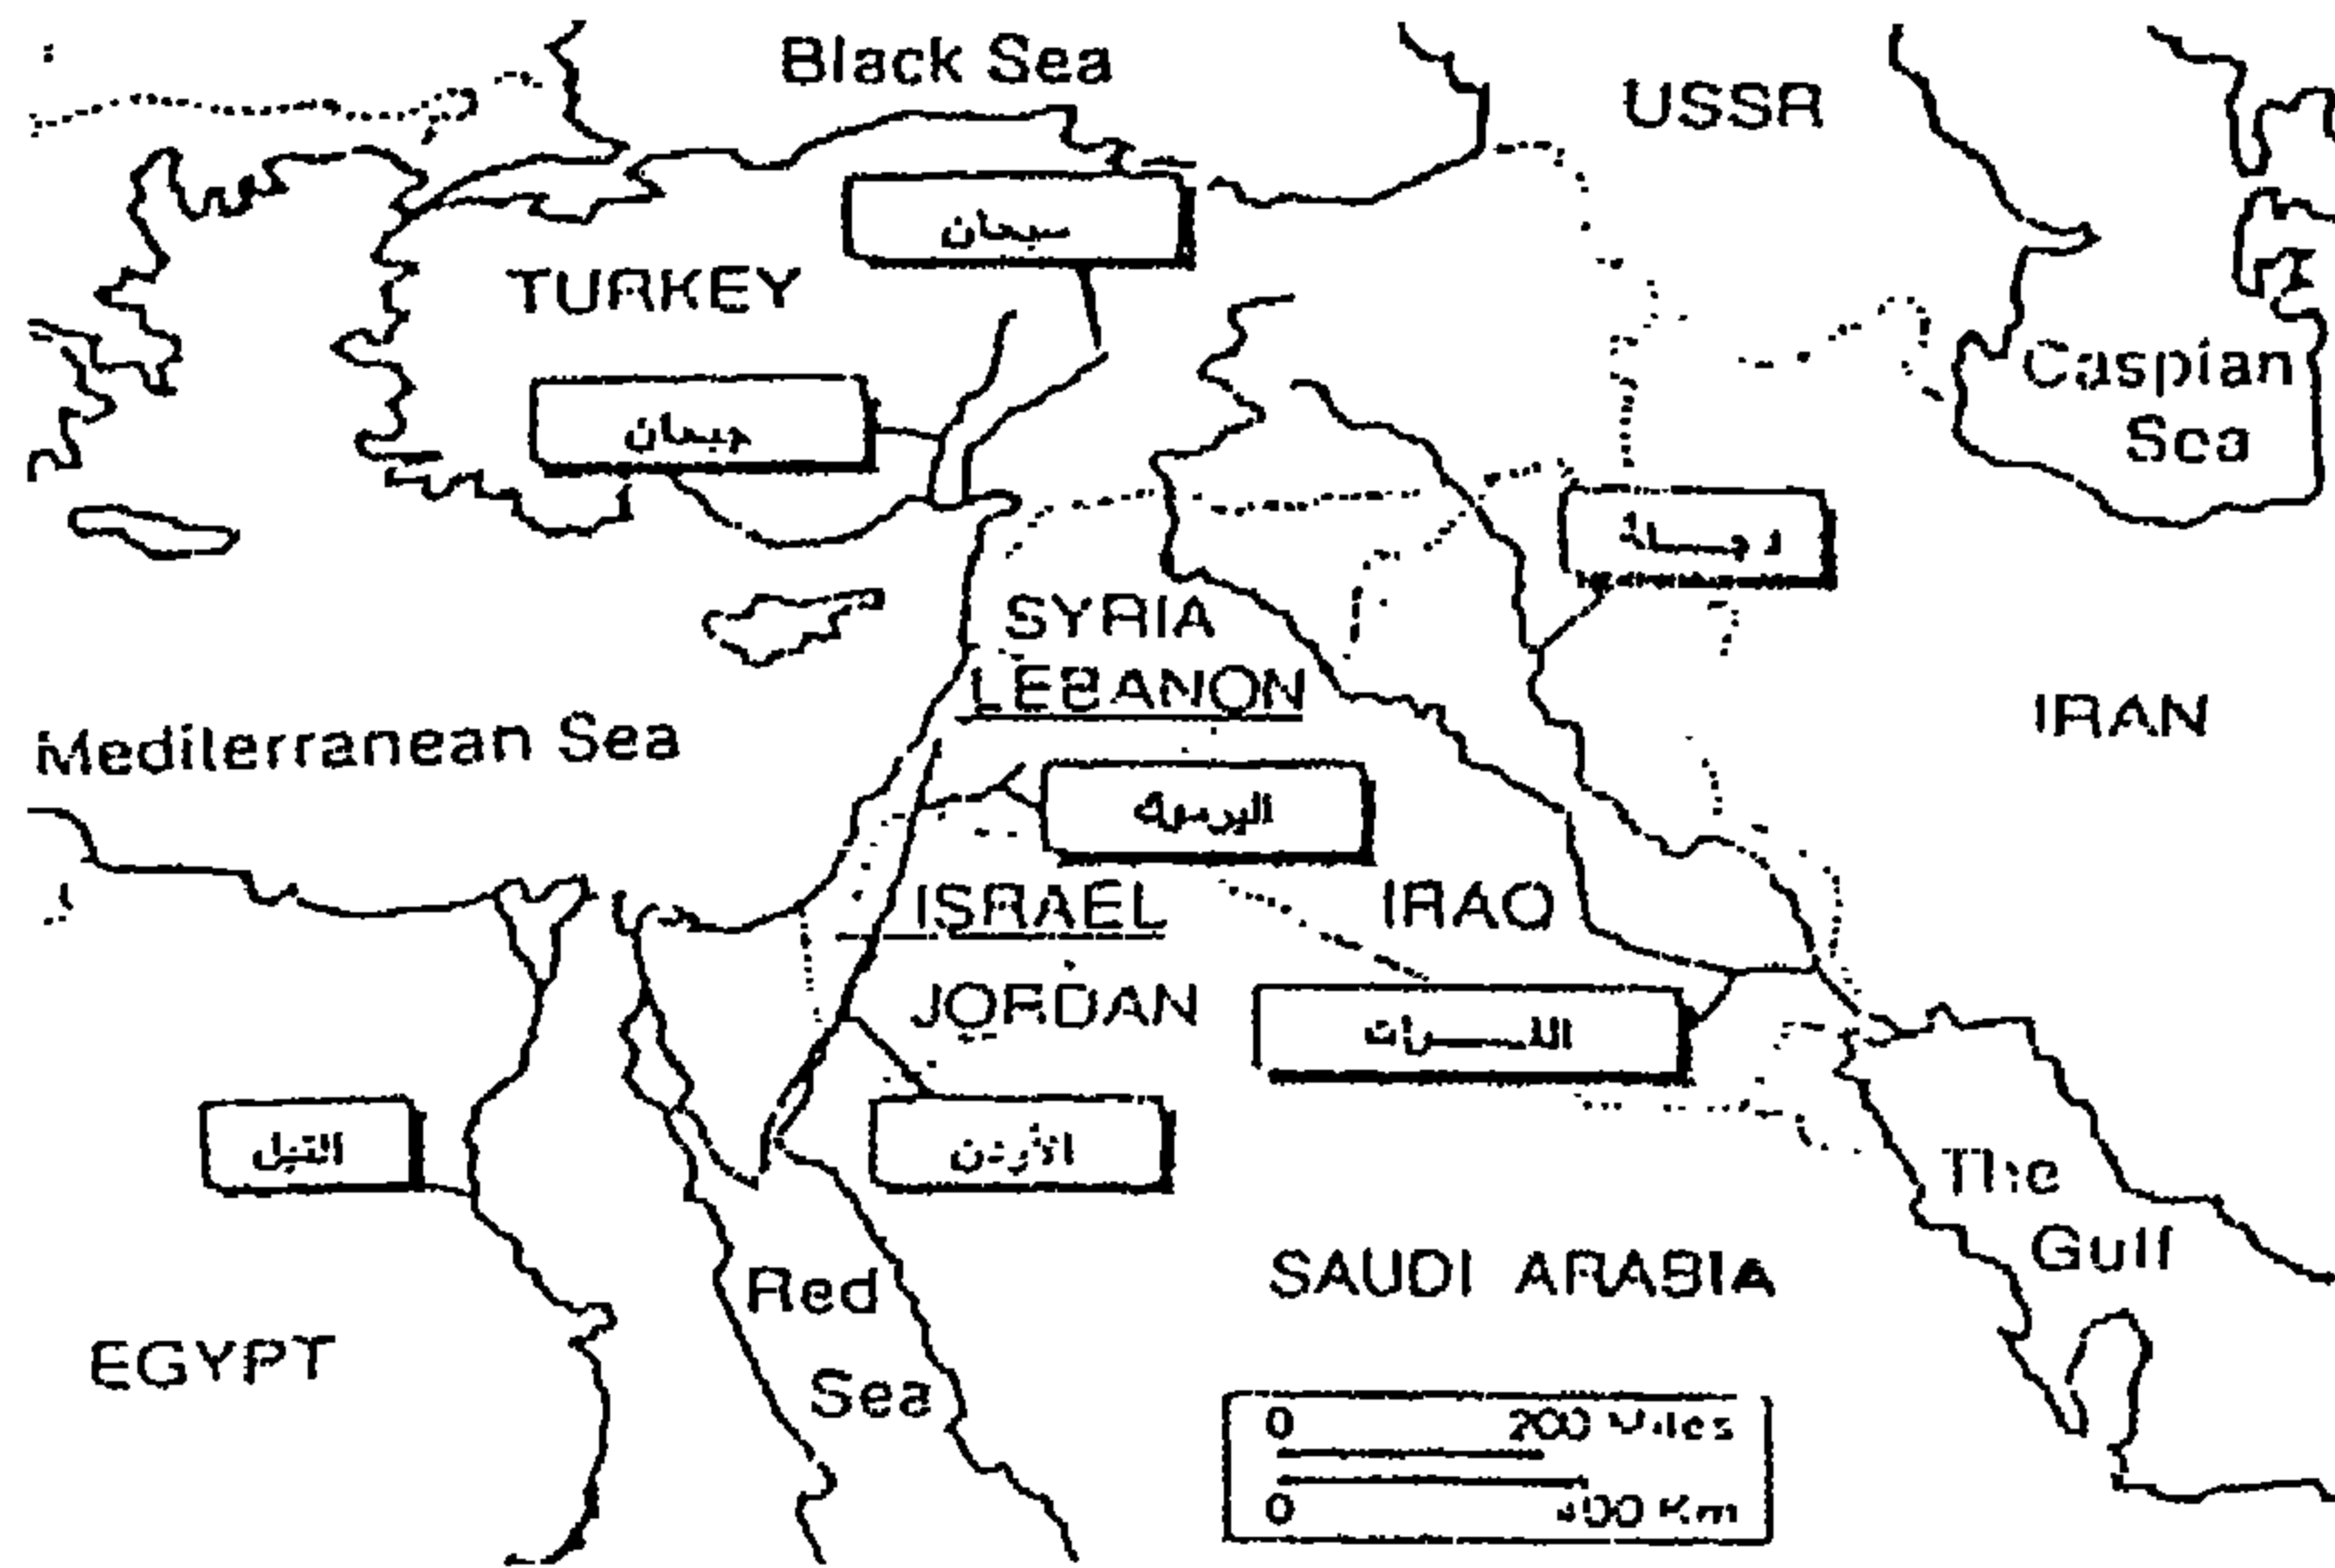 Black Sea
USSR
سيحان
TURKEY
Caspian
Sea
جيحان
دجلة
SYRIA
LEBANON
IRAN
Mediterranean Sea
اليرموك
ISRAEL
IRAQ
JORDAN
الفرات
النيل
الأردن
The
Gulf
SAUDI ARABIA
Red
Sea
EGYPT
0 200 Miles
0 400 Km